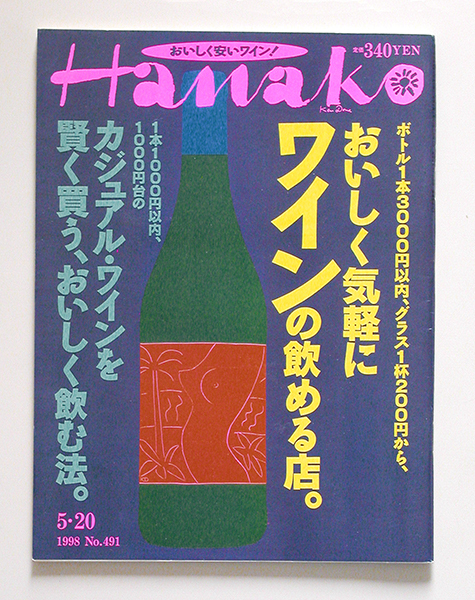 おいしく安いワイン!
定価340YEN
Hanako
Ken Done
ボトル1本3000円以内、グラス1杯200円から、
おいしく気軽に
ワインの飲める店。
1本1000円以内、
1000円台の
カジュアル・ワインを
賢く買う、おいしく飲む法。
5・20
1998 No.491